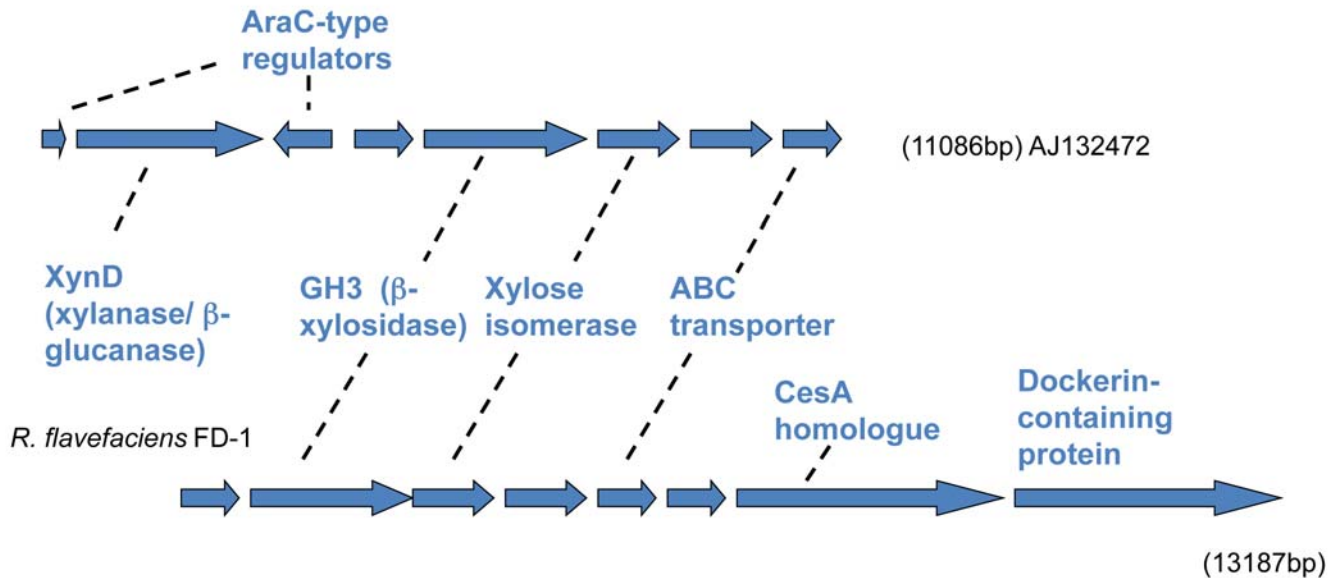 AraC-type
regulators
(11086bp) AJ132472
XynD
(xylanase/ β-
glucanase)
GH3 (β-
xylosidase)
Xylose
isomerase
ABC
transporter
CesA
homologue
Dockerin-
containing
protein
R. flavefaciens FD-1
(13187bp)